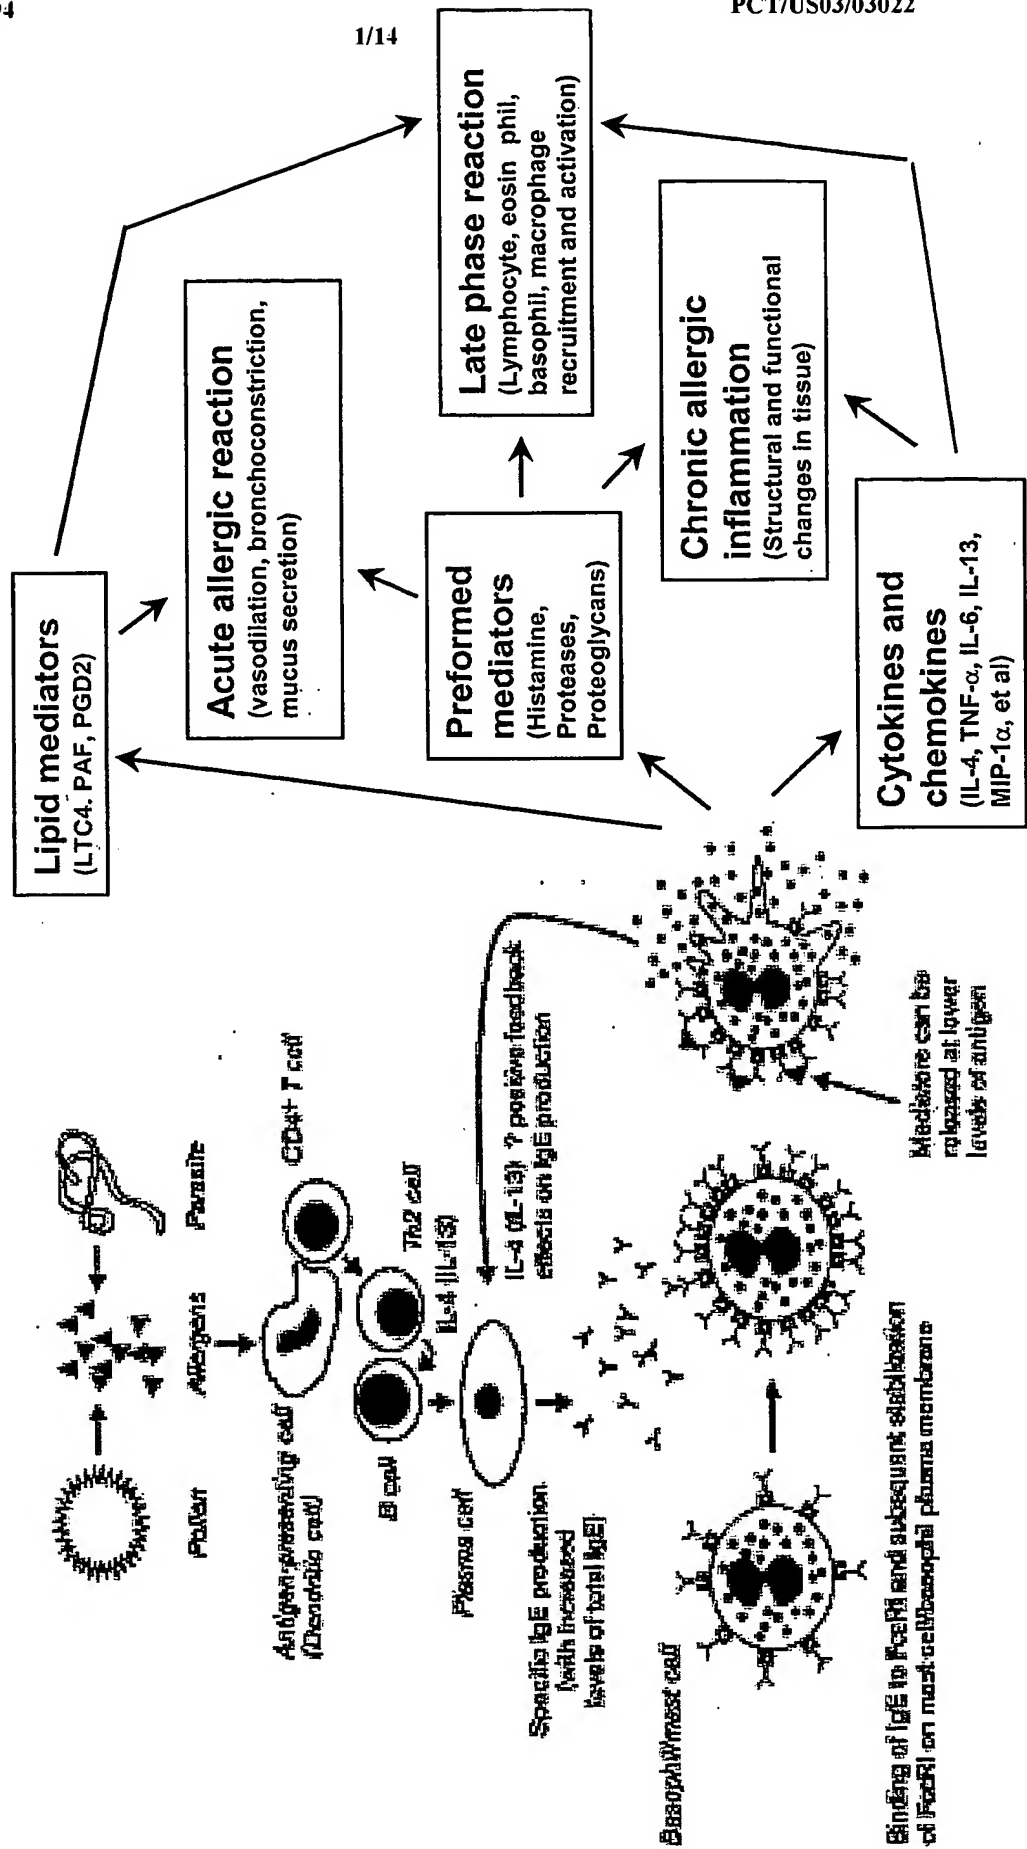 PCT/US03/03022
1/14
Pollen
Allergens
Parasite
Antigen-presenting cell
(Dendritic cell)
CD4+ T cell
B cell
Th2 cell
IL-4 (IL-13)
Plasma cell
IL-4 (IL-13) ? positive feedback
effects on IgE production
Specific IgE production
(with increased
levels of total IgE)
Basophil/mast cell
Binding of IgE to FcεRI and subsequent stabilization
of FcεRI on mast cell/basophil plasma membrane
Mediators can be
released at lower
levels of antigen
Lipid mediators
(LTC4. PAF, PGD2)
Acute allergic reaction
(vasodilation, bronchoconstriction,
mucus secretion)
Preformed
mediators
(Histamine,
Proteases,
Proteoglycans)
Late phase reaction
(Lymphocyte, eosin phil,
basophil, macrophage
recruitment and activation)
Chronic allergic
inflammation
(Structural and functional
changes in tissue)
Cytokines and
chemokines
(IL-4, TNF-α, IL-6, IL-13,
MIP-1α, et al)